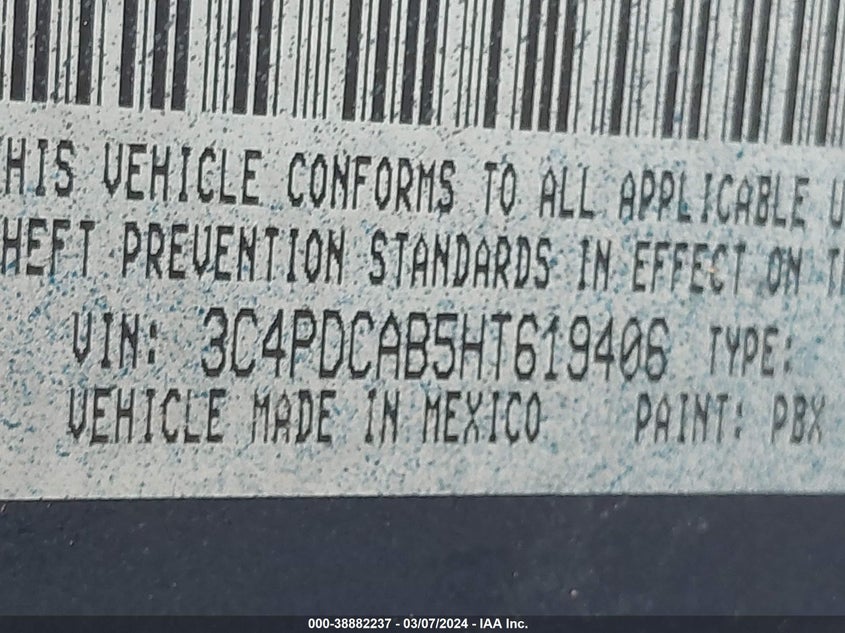 HIS VEHICLE CONFORMS TO ALL APPLICABLE U
HEFT PREVENTION STANDARDS IN EFFECT ON T
VIN: 3C4PDCAB5HT619406 TYPE:
VEHICLE MADE IN MEXICO PAINT: PBX
000-38882237 - 03/07/2024 - IAA Inc.